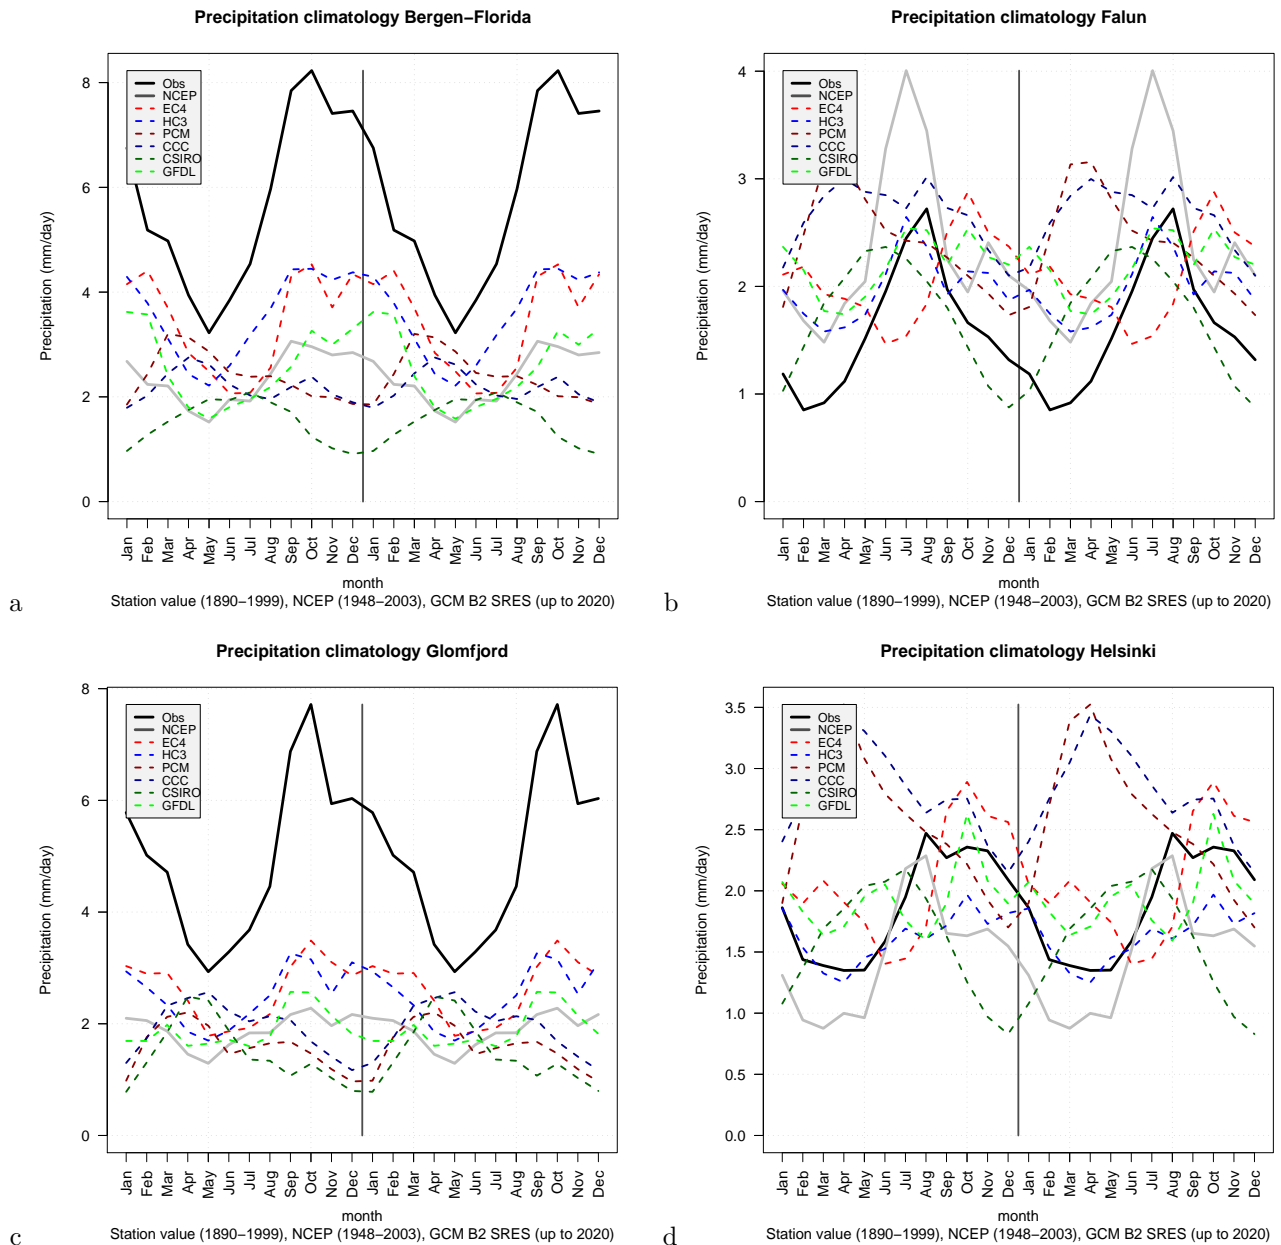 Precipitation climatology Bergen−Florida
8
6
4
2
0
Precipitation (mm/day)
Obs
NCEP
EC4
HC3
PCM
CCC
CSIRO
GFDL
Jan Feb Mar Apr May Jun Jul Aug Sep Oct Nov Dec Jan Feb Mar Apr May Jun Jul Aug Sep Oct Nov Dec
month
Station value (1890−1999), NCEP (1948−2003), GCM B2 SRES (up to 2020)
a
Precipitation climatology Falun
4
3
2
1
0
Precipitation (mm/day)
Obs
NCEP
EC4
HC3
PCM
CCC
CSIRO
GFDL
Jan Feb Mar Apr May Jun Jul Aug Sep Oct Nov Dec Jan Feb Mar Apr May Jun Jul Aug Sep Oct Nov Dec
month
Station value (1890−1999), NCEP (1948−2003), GCM B2 SRES (up to 2020)
b
Precipitation climatology Glomfjord
8
6
4
2
0
Precipitation (mm/day)
Obs
NCEP
EC4
HC3
PCM
CCC
CSIRO
GFDL
Jan Feb Mar Apr May Jun Jul Aug Sep Oct Nov Dec Jan Feb Mar Apr May Jun Jul Aug Sep Oct Nov Dec
month
Station value (1890−1999), NCEP (1948−2003), GCM B2 SRES (up to 2020)
c
Precipitation climatology Helsinki
3.5
3.0
2.5
2.0
1.5
1.0
0.5
0.0
Precipitation (mm/day)
Obs
NCEP
EC4
HC3
PCM
CCC
CSIRO
GFDL
Jan Feb Mar Apr May Jun Jul Aug Sep Oct Nov Dec Jan Feb Mar Apr May Jun Jul Aug Sep Oct Nov Dec
month
Station value (1890−1999), NCEP (1948−2003), GCM B2 SRES (up to 2020)
d